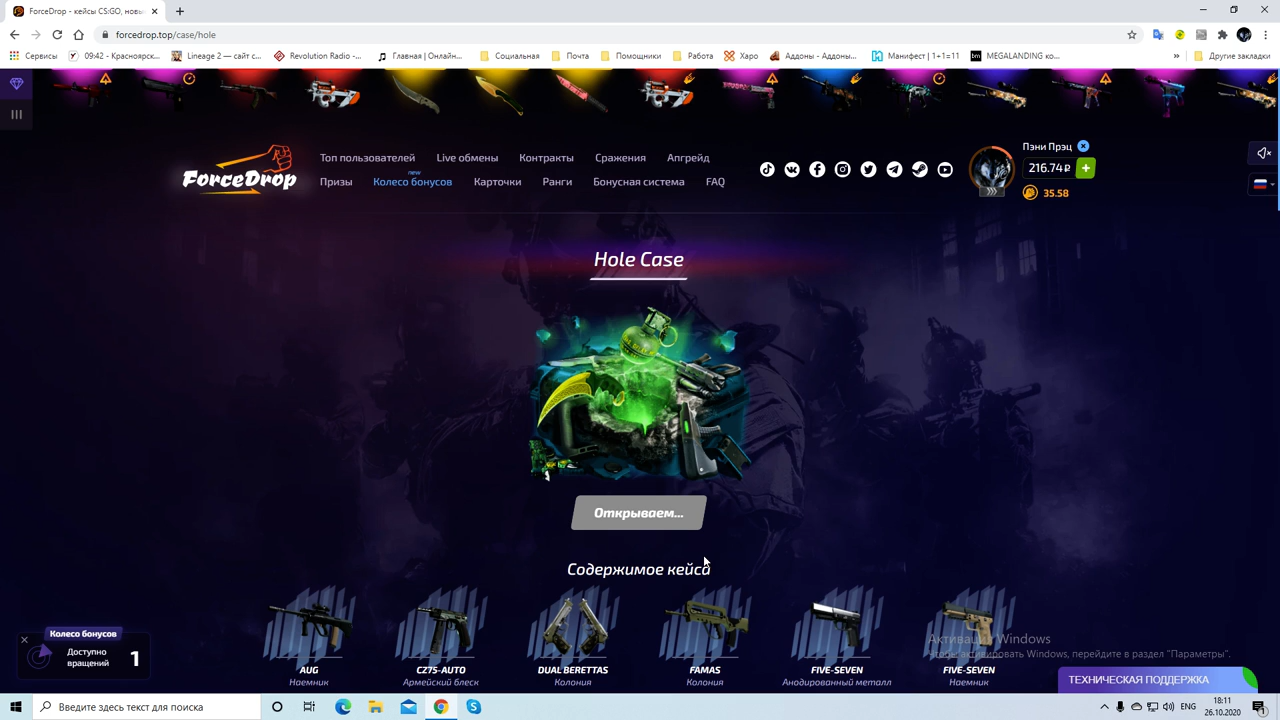 ForceDrop - кейсы CS:GO, новы
forcedrop.top/case/hole
Сервисы
09:42 - Красноярск...
Lineage 2 — сайт с...
Revolution Radio -...
Главная | Онлайн...
Социальная
Почта
Помощники
Работа
Харо
Аддоны - Аддоны...
Манифест | 1+1=11
MEGALANDING ко...
»
Другие закладки
ForceDrop
Топ пользователей
Live обмены
Контракты
Сражения
Апгрейд
Призы
new
Колесо бонусов
Карточки
Ранги
Бонусная система
FAQ
Пэни Прэц
216.74₽
+
35.58
Hole Case
Открываем...
Содержимое кейса
AUG
Наемник
CZ75-AUTO
Армейский блеск
DUAL BERETTAS
Колония
FAMAS
Колония
FIVE-SEVEN
Анодированный металл
FIVE-SEVEN
Наемник
Колесо бонусов
Доступно
вращений
1
Активация Windows
Чтобы активировать Windows, перейдите в раздел "Параметры".
ТЕХНИЧЕСКАЯ ПОДДЕРЖКА
Введите здесь текст для поиска
ENG
18:11
26.10.2020